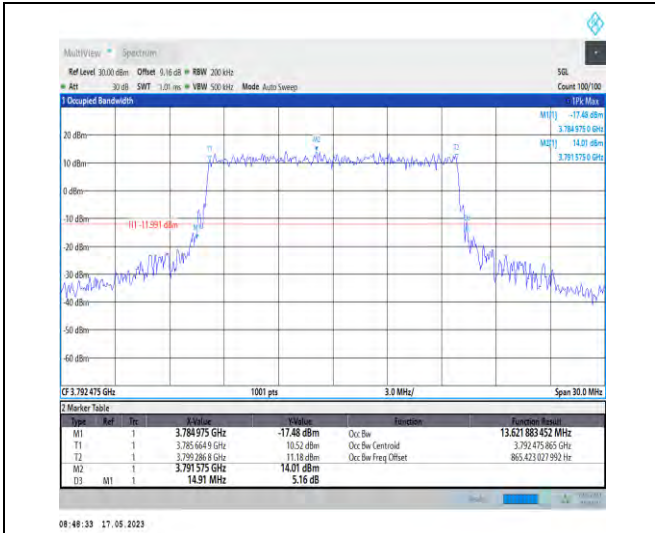 MultiView Spectrum
Ref Level 30.00 dBm Offset 9.16 dB RBW 200 kHz SGL
Att 30 dB SWT 1.01 ms VBW 500 kHz Mode Auto Sweep Count 100/100
1 Occupied Bandwidth 1Pk Max
M1[1] -17.48 dBm
3.784 975 0 GHz
M2[1] 14.01 dBm
3.791 575 0 GHz
T1 M2 T2
20 dBm
10 dBm
0 dBm
-10 dBm
H1 -11.991 dBm
-20 dBm
-30 dBm
-40 dBm
-50 dBm
-60 dBm
CF 3.792 475 GHz 1001 pts 3.0 MHz/ Span 30.0 MHz
2 Marker Table
Type Ref Trc X-Value Y-Value Function Function Result
M1 1 3.784 975 GHz -17.48 dBm Occ Bw 13.621 883 452 MHz
T1 1 3.785 664 9 GHz 10.52 dBm Occ Bw Centroid 3.792 475 865 GHz
T2 1 3.799 286 8 GHz 11.18 dBm Occ Bw Freq Offset 865.423 027 992 Hz
M2 1 3.791 575 GHz 14.01 dBm
D3 M1 1 14.91 MHz 5.16 dB
08:48:33 17.05.2023